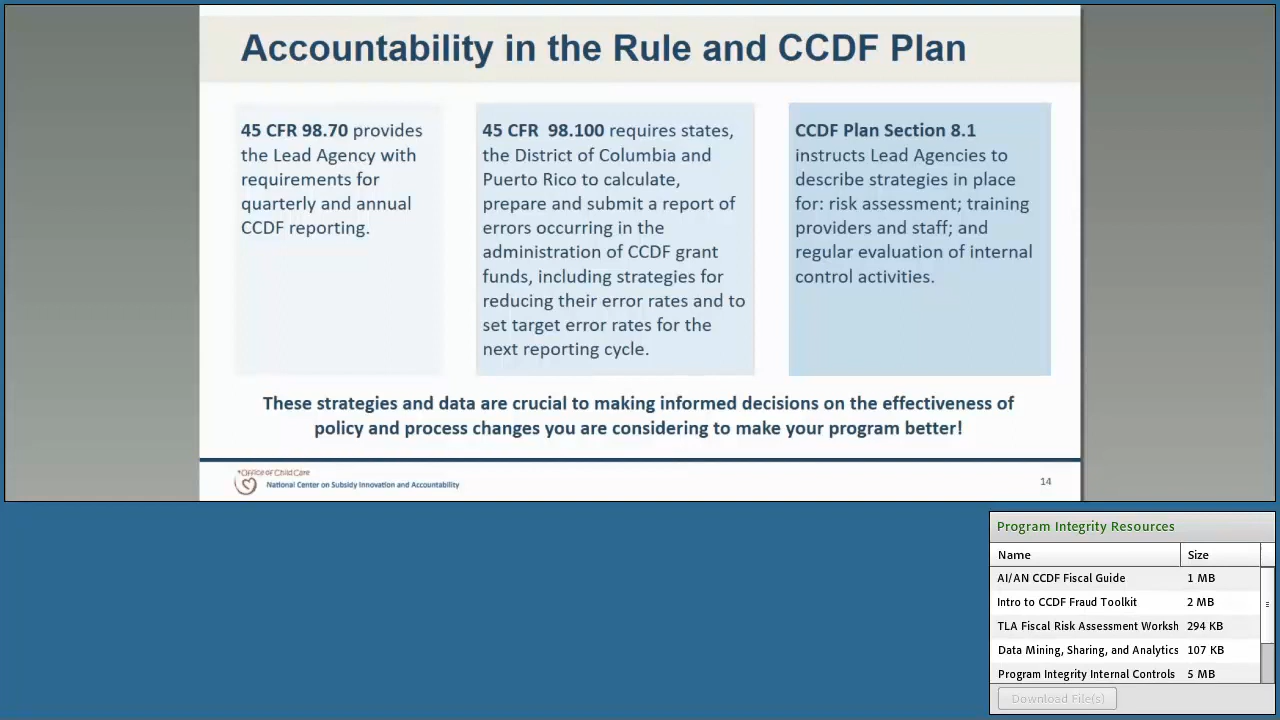 Accountability in the Rule and CCDF Plan
45 CFR 98.70 provides
the Lead Agency with
requirements for
quarterly and annual
CCDF reporting.
45 CFR 98.100 requires states,
the District of Columbia and
Puerto Rico to calculate,
prepare and submit a report of
errors occurring in the
administration of CCDF grant
funds, including strategies for
reducing their error rates and to
set target error rates for the
next reporting cycle.
CCDF Plan Section 8.1
instructs Lead Agencies to
describe strategies in place
for: risk assessment; training
providers and staff; and
regular evaluation of internal
control activities.
These strategies and data are crucial to making informed decisions on the effectiveness of
policy and process changes you are considering to make your program better!
Office of Child Care
National Center on Subsidy Innovation and Accountability
14
Program Integrity Resources
Name Size
AI/AN CCDF Fiscal Guide 1 MB
Intro to CCDF Fraud Toolkit 2 MB
TLA Fiscal Risk Assessment Worksh 294 KB
Data Mining, Sharing, and Analytics 107 KB
Program Integrity Internal Controls 5 MB
Download File(s)